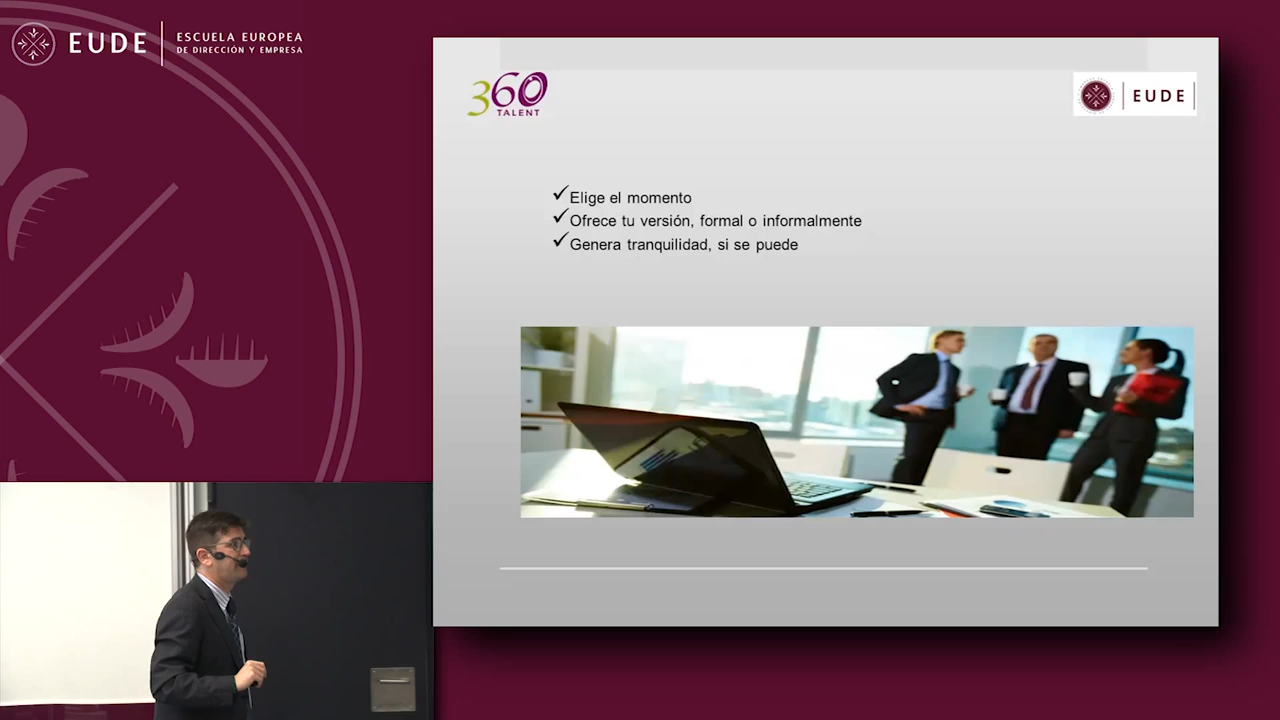 EUDE
ESCUELA EUROPEA
DE DIRECCIÓN Y EMPRESA
360
TALENT
EUDE
✓Elige el momento
✓Ofrece tu versión, formal o informalmente
✓Genera tranquilidad, si se puede